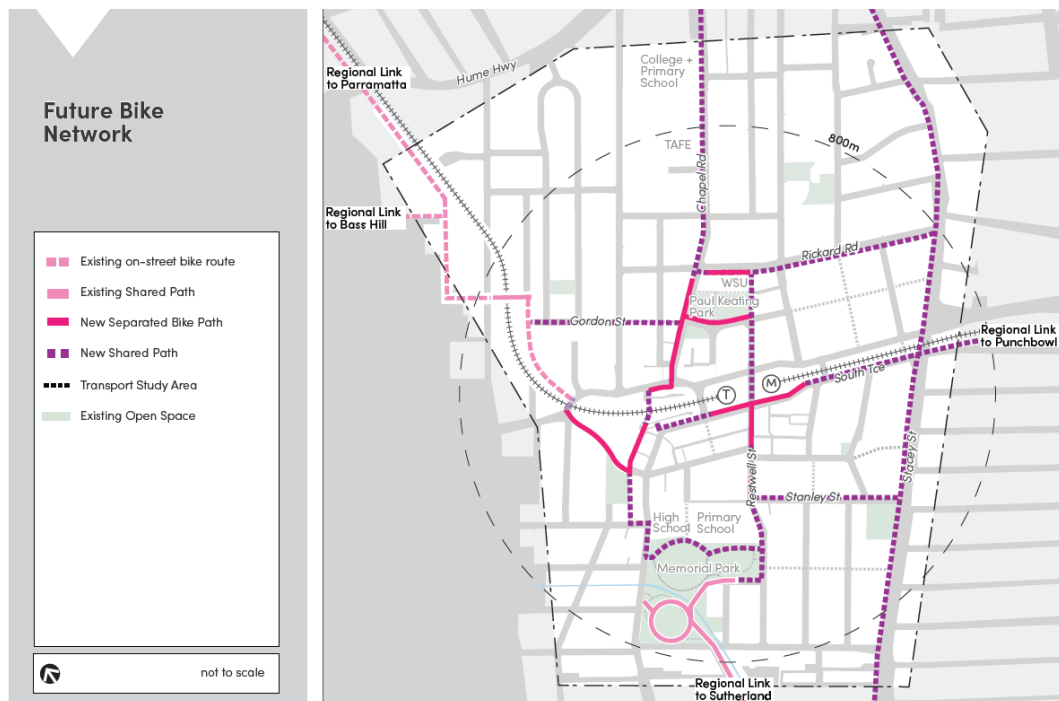 Future Bike
Network
Existing on-street bike route
Existing Shared Path
New Separated Bike Path
New Shared Path
Transport Study Area
Existing Open Space
not to scale
Regional Link
to Parramatta
Hume Hwy
College +
Primary
School
800m
TAFE
Chapel Rd
Regional Link
to Bass Hill
Rickard Rd
WSU
Paul Keating
Park
Gordon St
Regional Link
to Punchbowl
T
M
South Tce
Stacey St
Restwell St
Stanley St
High
School
Primary
School
Memorial Park
Regional Link
to Sutherland